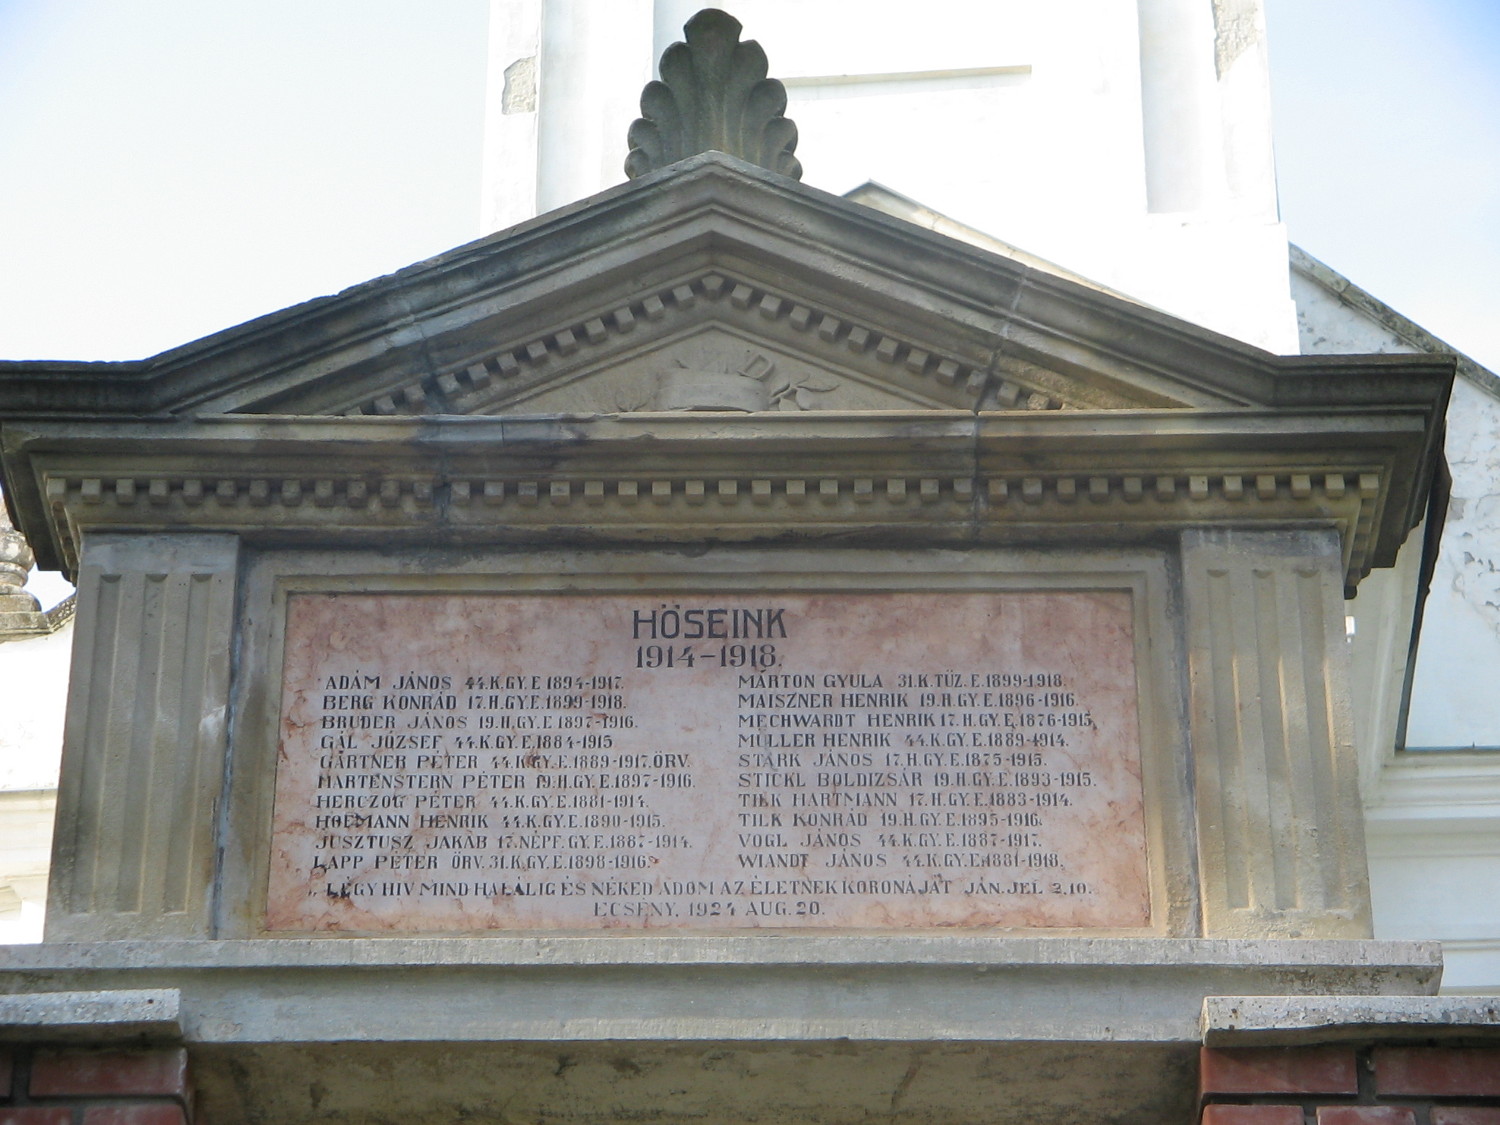 D K
HŐSEINK
1914-1918.
ÁDÁM JÁNOS 44.K.GY.E 1894-1917.
BERG KONRÁD 17.H.GY.E. 1899-1918.
BRUDER JÁNOS 19.H.GY.E. 1897-1916.
GÁL JÓZSEF 44.K.GY.E. 1884-1915.
GÄRTNER PÉTER 44.K.GY.E. 1889-1917. ÖRV.
HARTENSTERN PÉTER 19.H.GY.E. 1897-1916.
HERCZOG PÉTER 44.K.GY.E. 1881-1914.
HOFMANN HENRIK 44.K.GY.E. 1890-1915.
JUSZTUSZ JAKAB 17.NÉPF.GY.E. 1887-1914.
LAPP PÉTER ÖRV. 31.K.GY.E. 1898-1916.
MÁRTON GYULA 31.K.TÜZ.E. 1899-1918.
MAISZNER HENRIK 19.H.GY.E. 1896-1916.
MECHWARDT HENRIK 17.H.GY.E. 1876-1915.
MÜLLER HENRIK 44.K.GY.E. 1889-1914.
STARK JÁNOS 17.H.GY.E. 1875-1915.
STICKL BOLDIZSÁR 19.H.GY.E. 1893-1915.
TILK HARTMANN 17.H.GY.E. 1883-1914.
TILK KONRÁD 19.H.GY.E. 1895-1916.
VOGL JÁNOS 44.K.GY.E. 1887-1917.
WIANDT JÁNOS 44.K.GY.E. 1881-1918.
LÉGY HIV MIND HALÁLIG ÉS NÉKED ADOM AZ ÉLETNEK KORONÁJÁT JÁN.JEL 2.10.
ECSÉNY. 1924 AUG. 20.